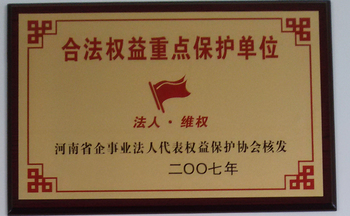 合法权益重点保护单位
法人·维权
河南省企事业法人代表权益保护协会核发
二〇〇七年